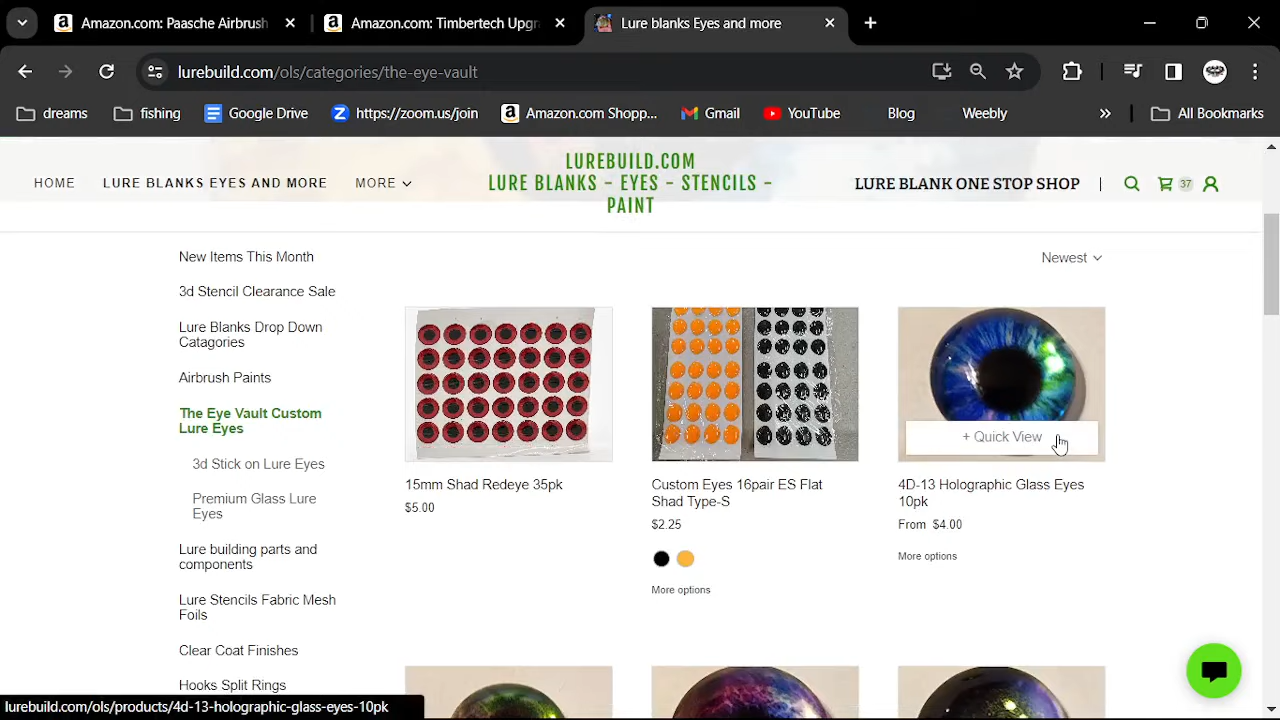 Amazon.com: Paasche Airbrush
Amazon.com: Timbertech Upgra
Lure blanks Eyes and more
lurebuild.com/ols/categories/the-eye-vault
dreams
fishing
Google Drive
https://zoom.us/join
Amazon.com Shopp...
Gmail
YouTube
Blog
Weekly
»
All Bookmarks
HOME
LURE BLANKS EYES AND MORE
MORE
LUREBUILD.COM
LURE BLANKS - EYES - STENCILS -
PAINT
LURE BLANK ONE STOP SHOP
37
New Items This Month
3d Stencil Clearance Sale
Lure Blanks Drop Down
Catagories
Airbrush Paints
The Eye Vault Custom
Lure Eyes
3d Stick on Lure Eyes
Premium Glass Lure
Eyes
Lure building parts and
components
Lure Stencils Fabric Mesh
Foils
Clear Coat Finishes
Hooks Split Rings
Newest
15mm Shad Redeye 35pk
$5.00
Custom Eyes 16pair ES Flat
Shad Type-S
$2.25
More options
+ Quick View
4D-13 Holographic Glass Eyes
10pk
From $4.00
More options
lurebuild.com/ols/products/4d-13-holographic-glass-eyes-10pk